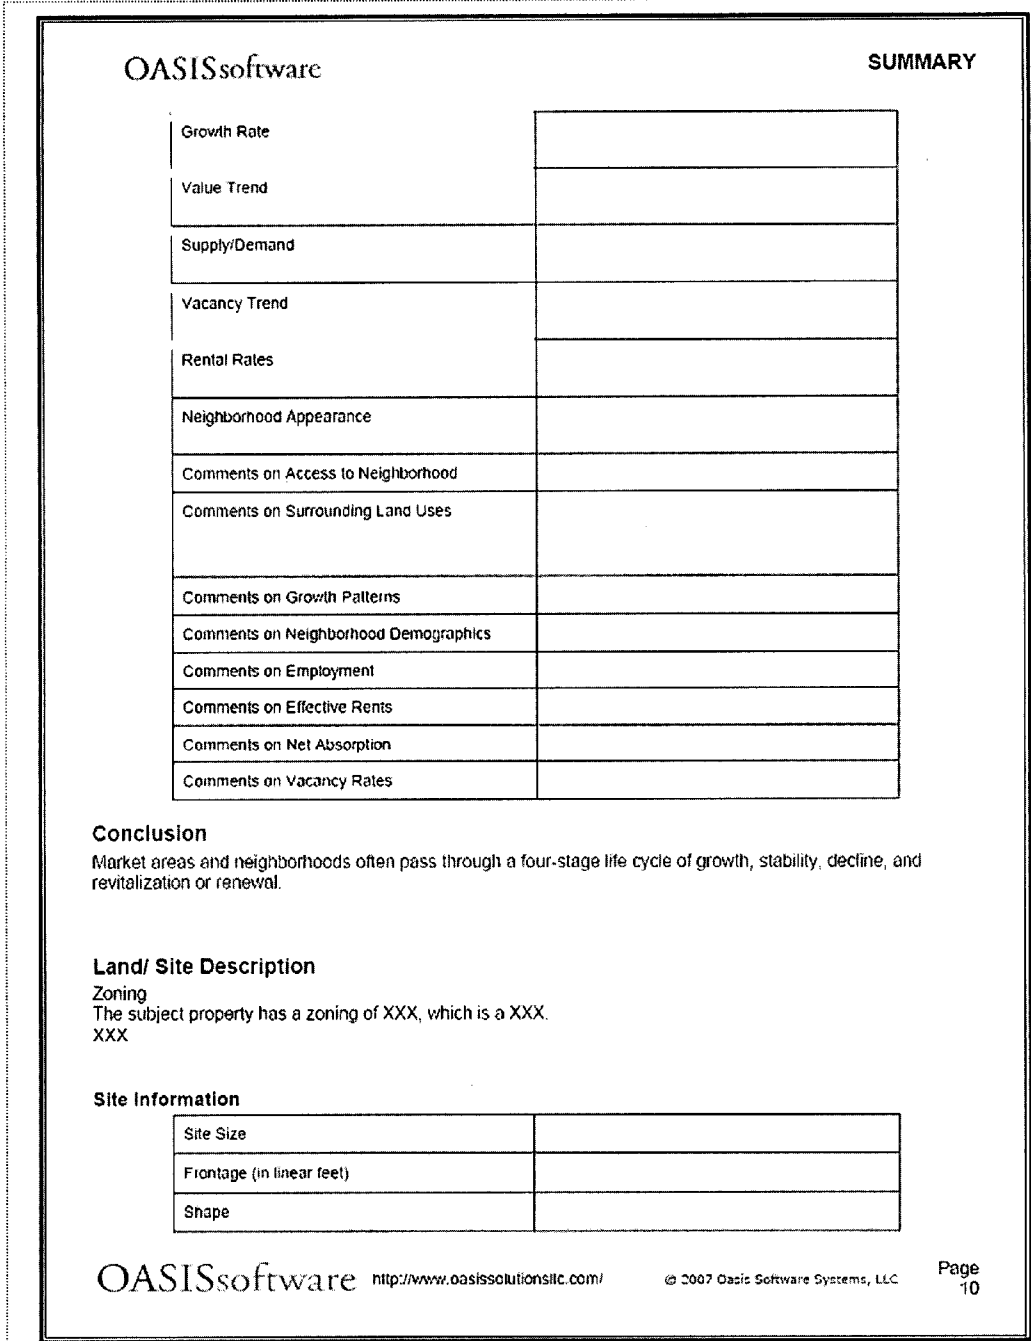 OASISsoftware
SUMMARY
Growth Rate
Value Trend
Supply/Demand
Vacancy Trend
Rental Rates
Neighborhood Appearance
Comments on Access to Neighborhood
Comments on Surrounding Land Uses
Comments on Growth Patterns
Comments on Neighborhood Demographics
Comments on Employment
Comments on Effective Rents
Comments on Net Absorption
Comments on Vacancy Rates
Conclusion
Market areas and neighborhoods often pass through a four-stage life cycle of growth, stability, decline, and
revitalization or renewal.
Land/ Site Description
Zoning
The subject property has a zoning of XXX, which is a XXX.
XXX
Site Information
Site Size
Frontage (in linear feet)
Shape
OASISsoftware http://www.oasissolutionsllc.com/ © 2007 Oasis Software Systems, LLC Page
10